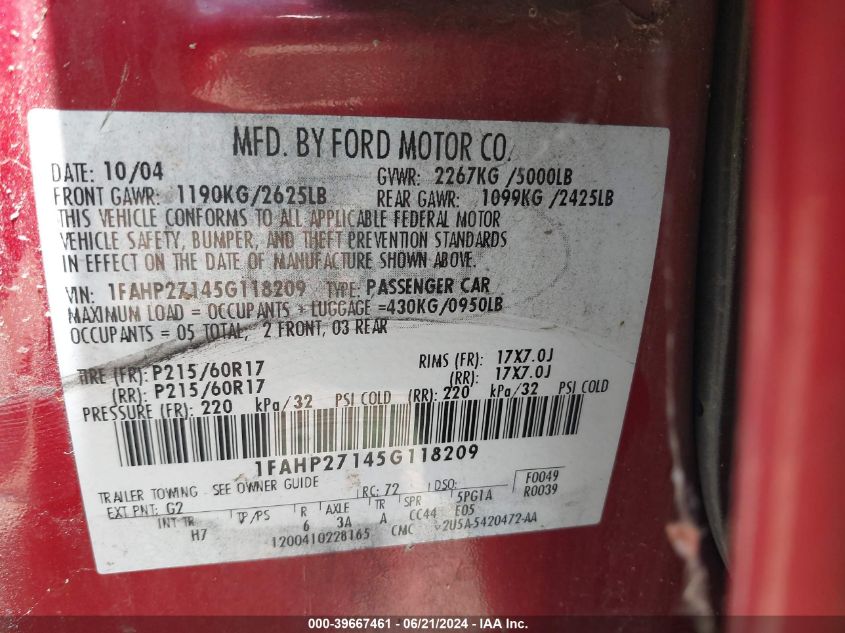 MFD. BY FORD MOTOR CO.
DATE: 10/04 GVWR: 2267KG /5000LB
FRONT GAWR: 1190KG/2625LB REAR GAWR: 1099KG /2425LB
THIS VEHICLE CONFORMS TO ALL APPLICABLE FEDERAL MOTOR
VEHICLE SAFETY, BUMPER, AND THEFT PREVENTION STANDARDS
IN EFFECT ON THE DATE OF MANUFACTURE SHOWN ABOVE.
VIN: 1FAHP27145G118209 TYPE: PASSENGER CAR
MAXIMUM LOAD = OCCUPANTS + LUGGAGE =430KG/0950LB
OCCUPANTS = 05 TOTAL, 2 FRONT, 03 REAR
TIRE (FR): P215/60R17 RIMS (FR): 17X7.0J
(RR): P215/60R17 (RR): 17X7.0J
PRESSURE (FR): 220 kPa/32 PSI COLD (RR): 220 kPa/32 PSI COLD
1FAHP27145G118209
TRAILER TOWING - SEE OWNER GUIDE RC: 72 DSO: F0049
EXT PNT: G2 5PG1A R0039
INT TR TP/PS R AXLE TR SPR E05
H7 6 3A A CC44
1200410228165 CMC 2U5A-5420472-AA
000-39667461 - 06/21/2024 - IAA Holdings, LLC.